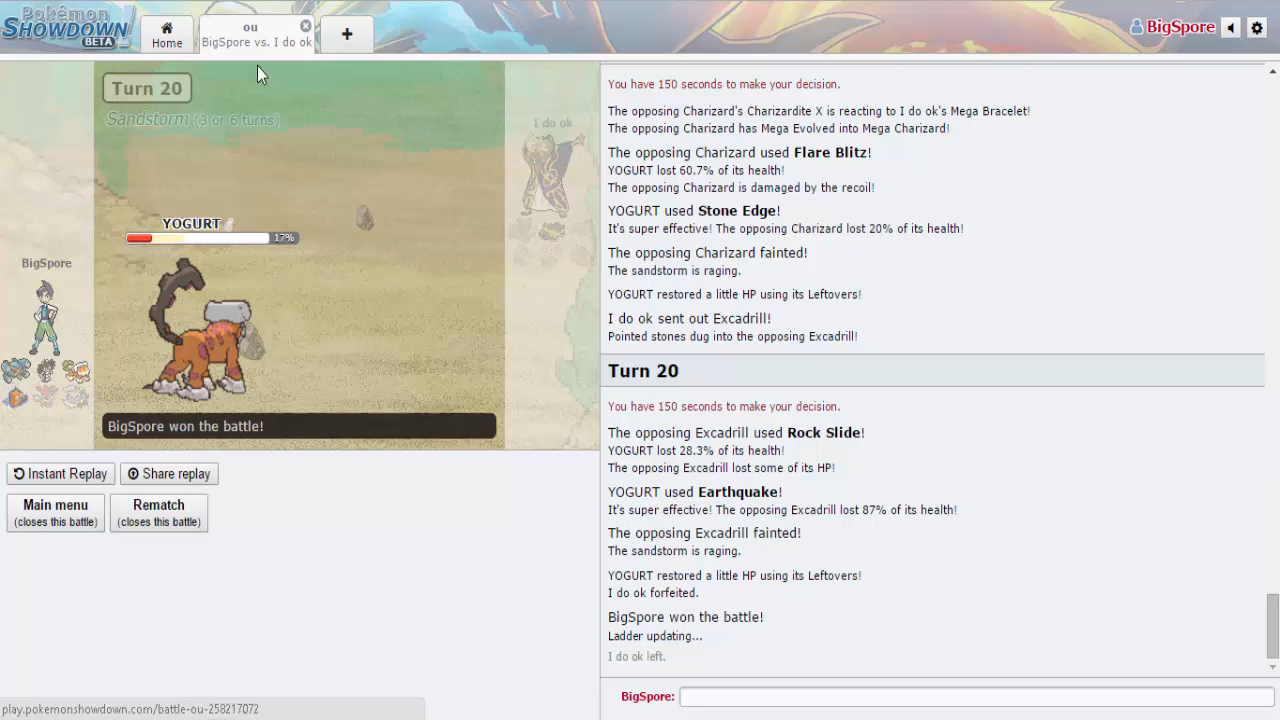 Pokémon
SHOWDOWN
BETA
Home
ou
BigSpore vs. I do ok
+
BigSpore
Turn 20
Sandstorm (3 or 6 turns)
I do ok
YOGURT
17%
BigSpore
BigSpore won the battle!
Instant Replay
Share replay
Main menu
(closes this battle)
Rematch
(closes this battle)
play.pokemonshowdown.com/battle-ou-258217072
You have 150 seconds to make your decision.
The opposing Charizard's Charizardite X is reacting to I do ok's Mega Bracelet!
The opposing Charizard has Mega Evolved into Mega Charizard!
The opposing Charizard used Flare Blitz!
YOGURT lost 60.7% of its health!
The opposing Charizard is damaged by the recoil!
YOGURT used Stone Edge!
It's super effective! The opposing Charizard lost 20% of its health!
The opposing Charizard fainted!
The sandstorm is raging.
YOGURT restored a little HP using its Leftovers!
I do ok sent out Excadrill!
Pointed stones dug into the opposing Excadrill!
Turn 20
You have 150 seconds to make your decision.
The opposing Excadrill used Rock Slide!
YOGURT lost 28.3% of its health!
The opposing Excadrill lost some of its HP!
YOGURT used Earthquake!
It's super effective! The opposing Excadrill lost 87% of its health!
The opposing Excadrill fainted!
The sandstorm is raging.
YOGURT restored a little HP using its Leftovers!
I do ok forfeited.
BigSpore won the battle!
Ladder updating...
I do ok left.
BigSpore: